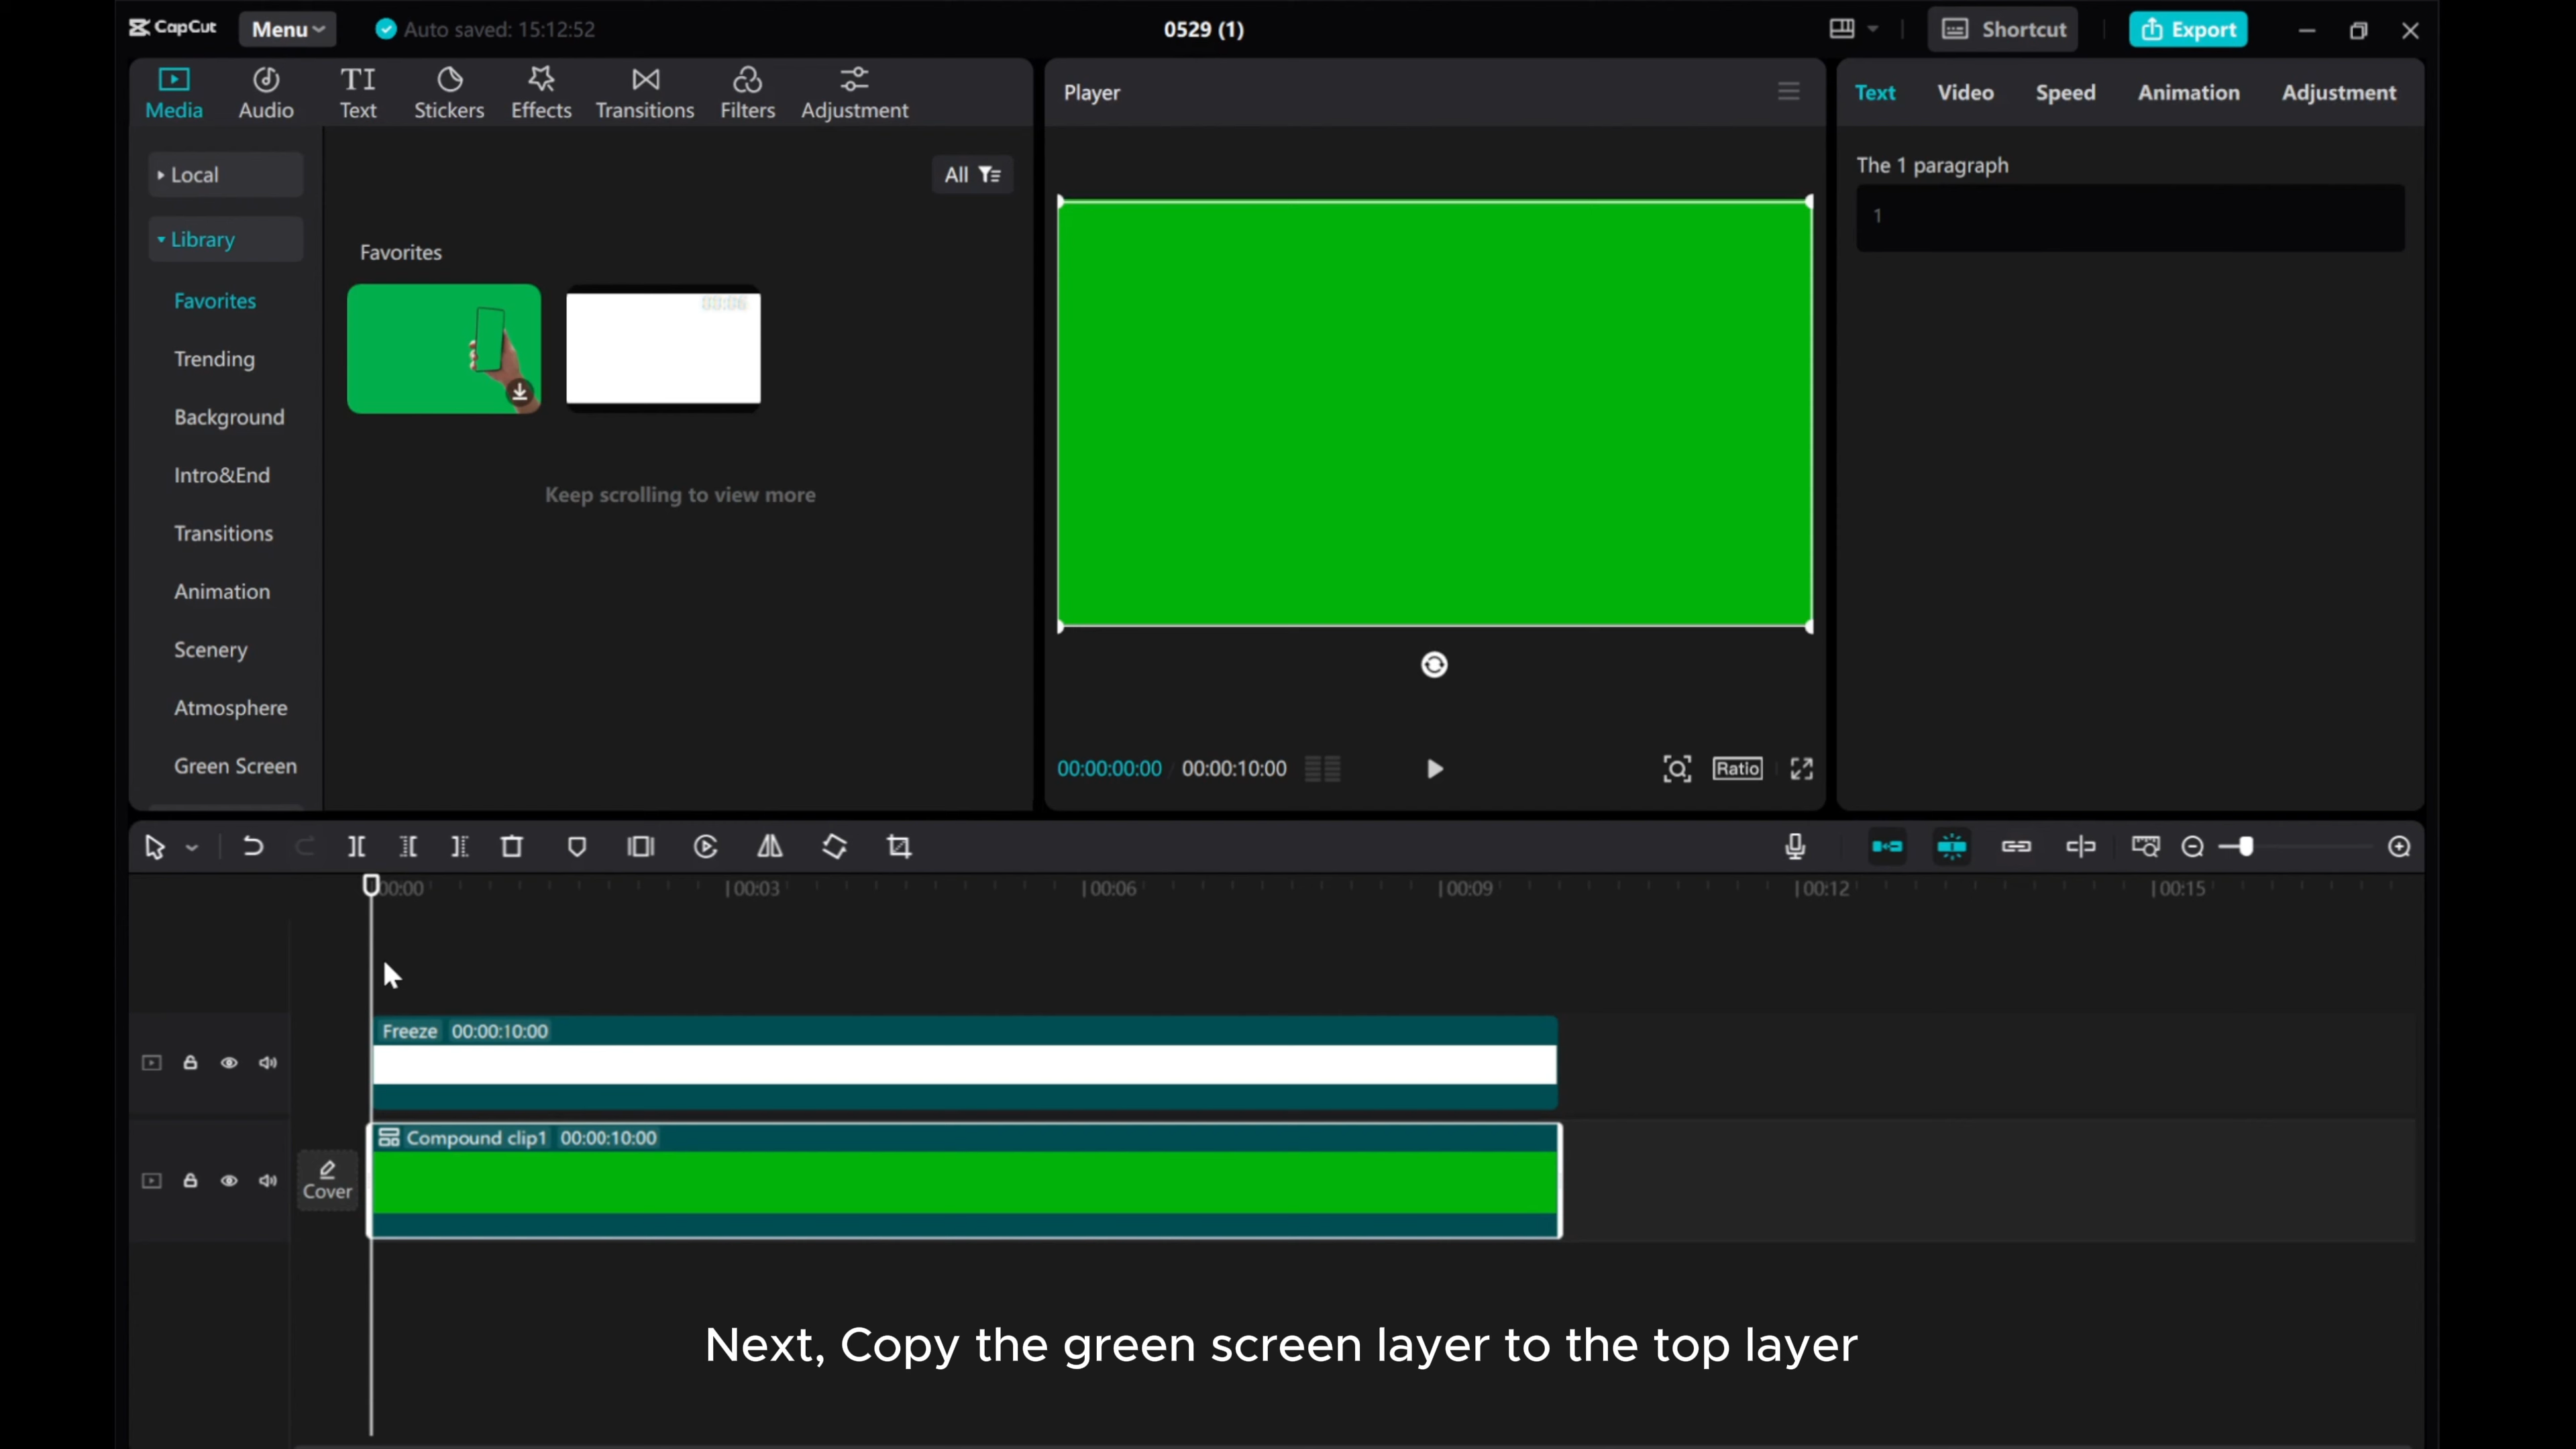 CapCut
Menu
Auto saved: 15:12:52
0529 (1)
Shortcut
Export
Media
Audio
Text
Stickers
Effects
Transitions
Filters
Adjustment
Player
Text
Video
Speed
Animation
Adjustment
Local
All
The 1 paragraph
1
Library
Favorites
00:06
Favorites
Trending
Background
Intro&End
Keep scrolling to view more
Transitions
Animation
Scenery
Atmosphere
Green Screen
00:00:00:00 / 00:00:10:00
Ratio
00:00
00:03
00:06
00:09
00:12
00:15
Freeze 00:00:10:00
Compound clip1 00:00:10:00
Cover
Next, Copy the green screen layer to the top layer